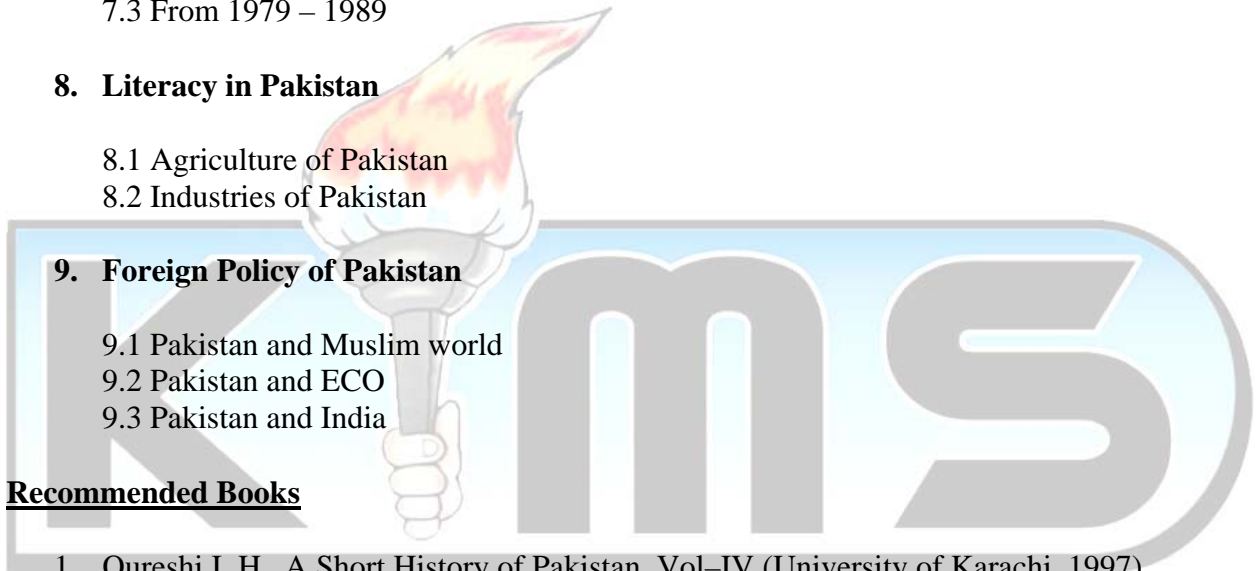 7.3 From 1979 – 1989
8. Literacy in Pakistan
8.1 Agriculture of Pakistan
8.2 Industries of Pakistan
9. Foreign Policy of Pakistan
9.1 Pakistan and Muslim world
9.2 Pakistan and ECO
9.3 Pakistan and India
Recommended Books
1. Qureshi I. H., A Short History of Pakistan, Vol–IV (University of Karachi, 1997)
KIMS